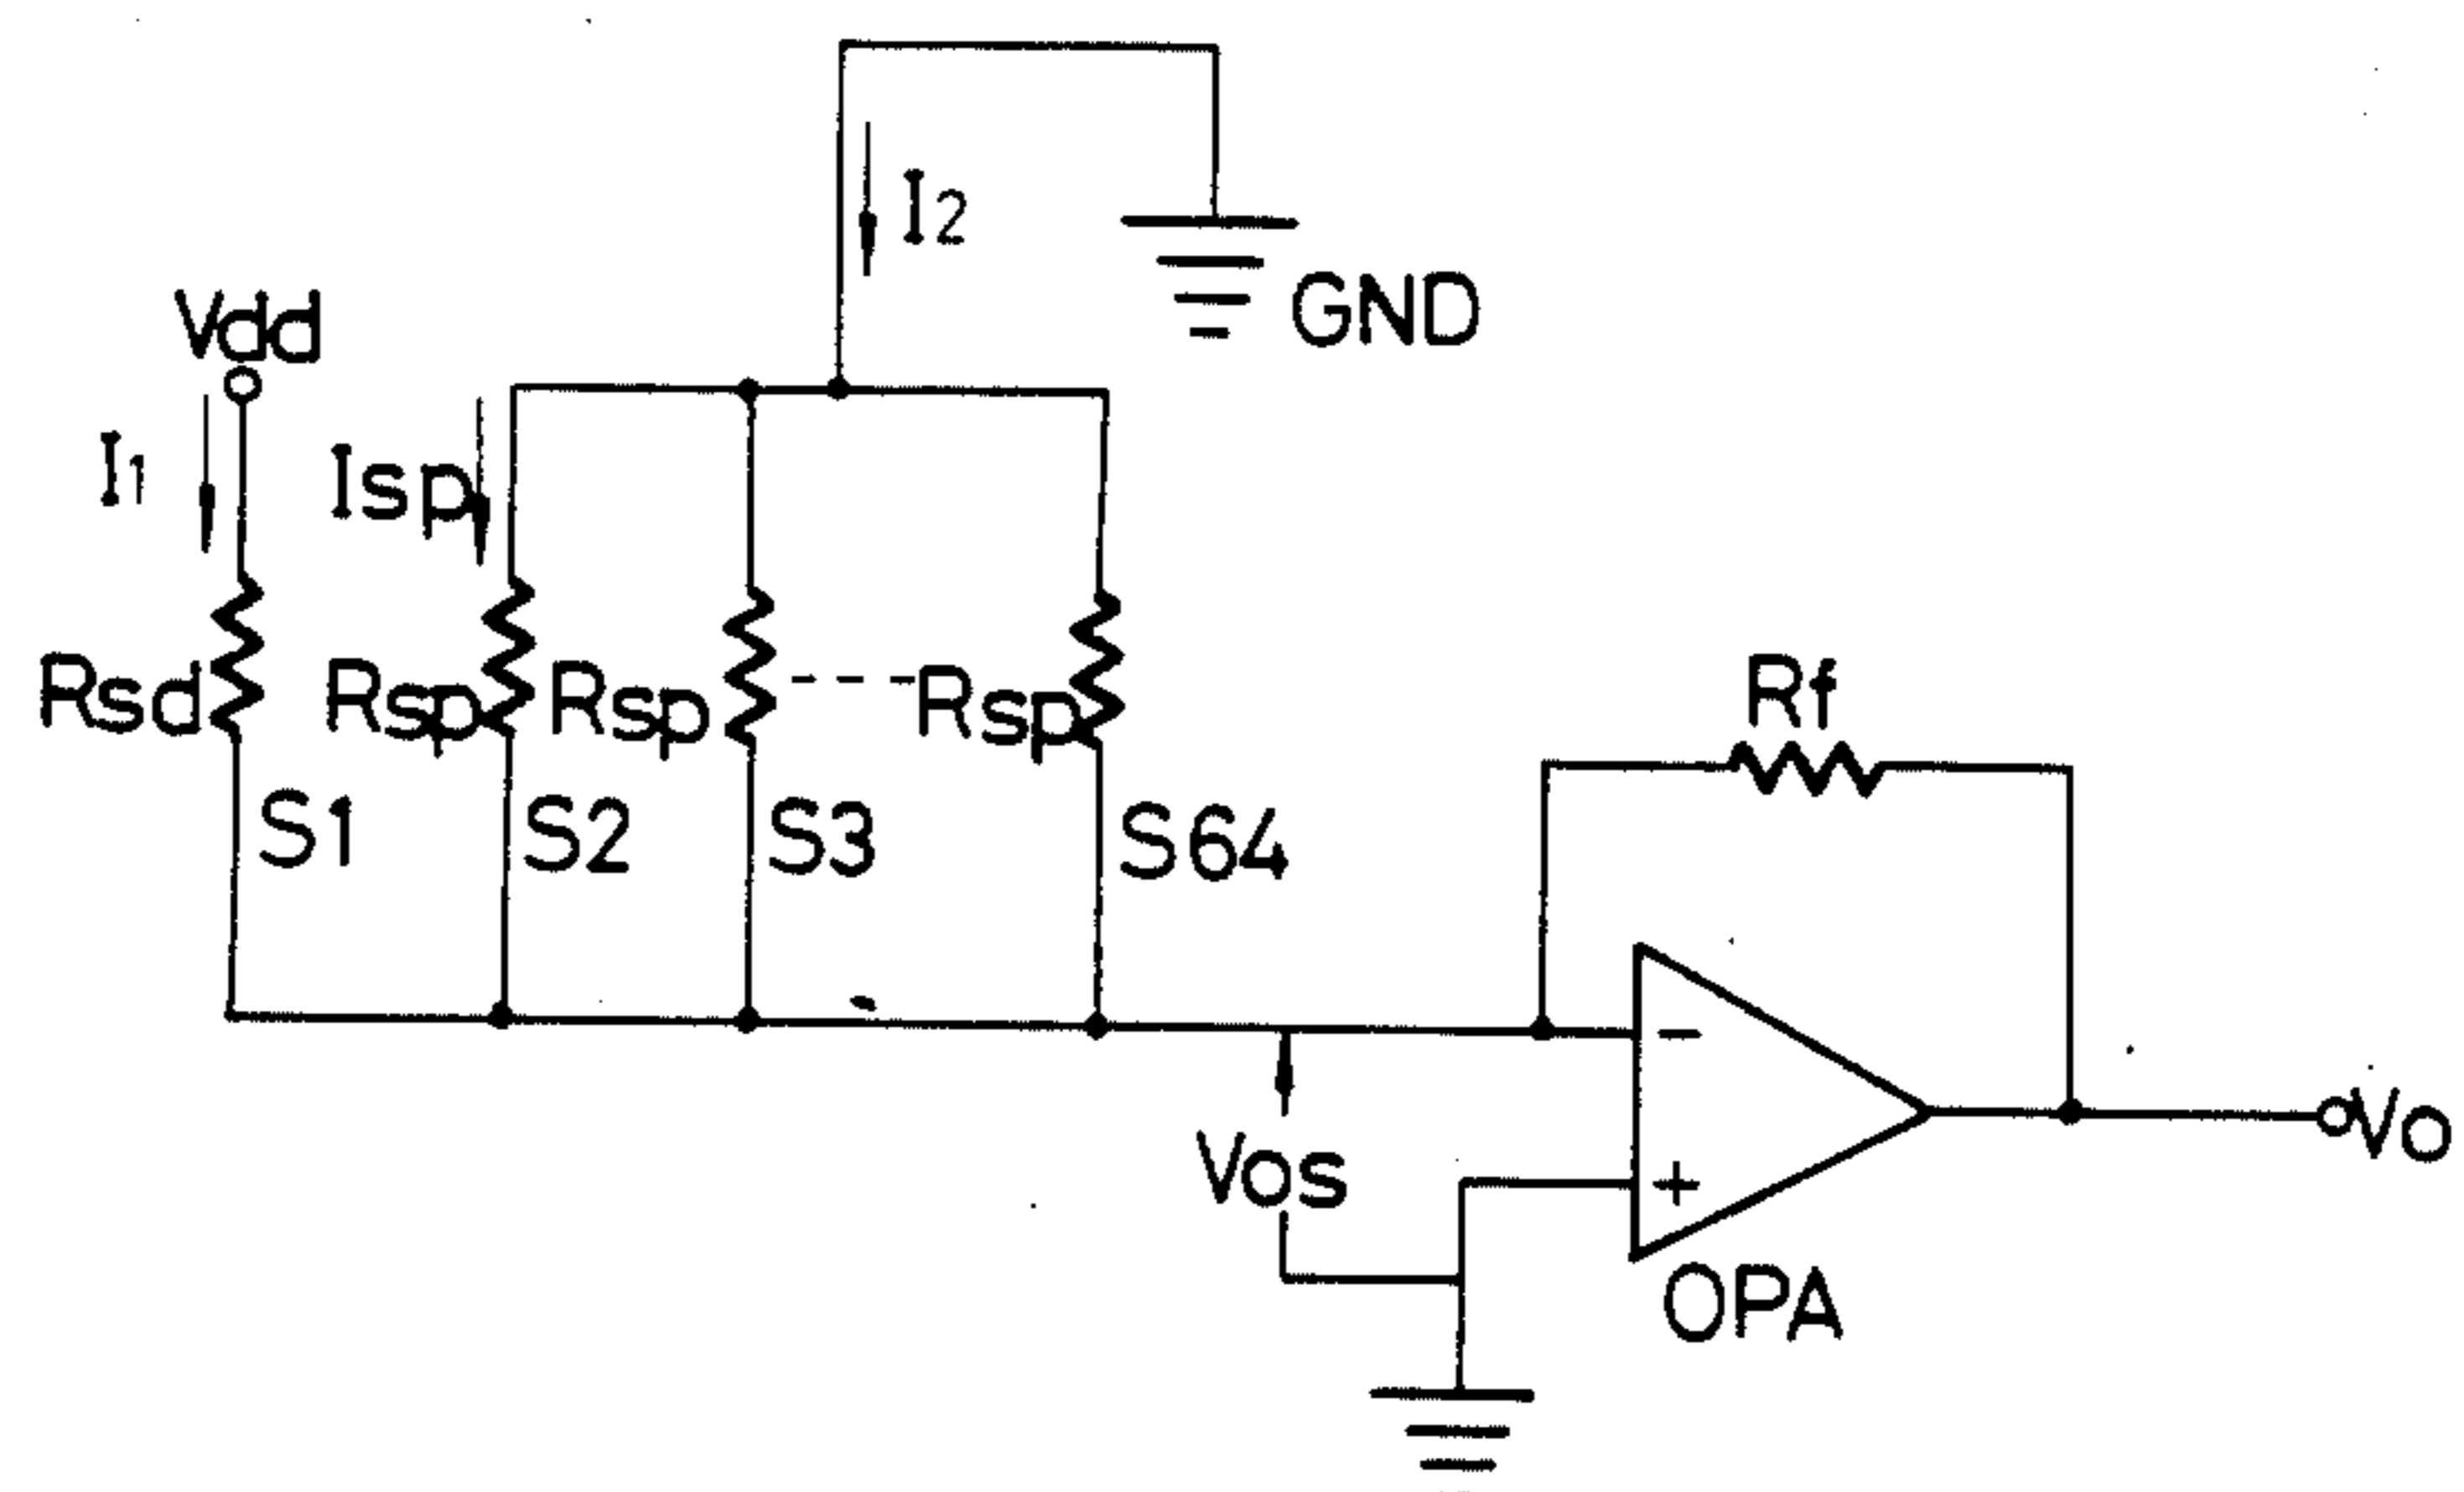 I2
GND
Vdd
I1
Isp
Rsd
Rsp
Rsp
Rsp
Rf
S1
S2
S3
S64
-
Vos
+
Vo
OPA